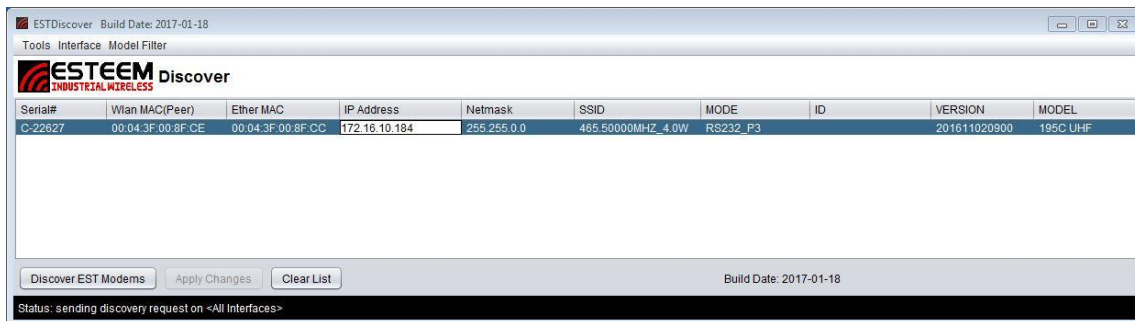 ESTDiscover Build Date: 2017-01-18
Tools Interface Model Filter
ESTEEM Discover
INDUSTRIAL WIRELESS
Serial# Wlan MAC(Peer) Ether MAC IP Address Netmask SSID MODE ID VERSION MODEL
C-22627 00:04:3F:00:8F:CE 00:04:3F:00:8F:CC 172.16.10.184 255.255.0.0 465.50000MHZ_4.0W RS232_P3 201611020900 195C UHF
Discover EST Modems Apply Changes Clear List Build Date: 2017-01-18
Status: sending discovery request on <All Interfaces>